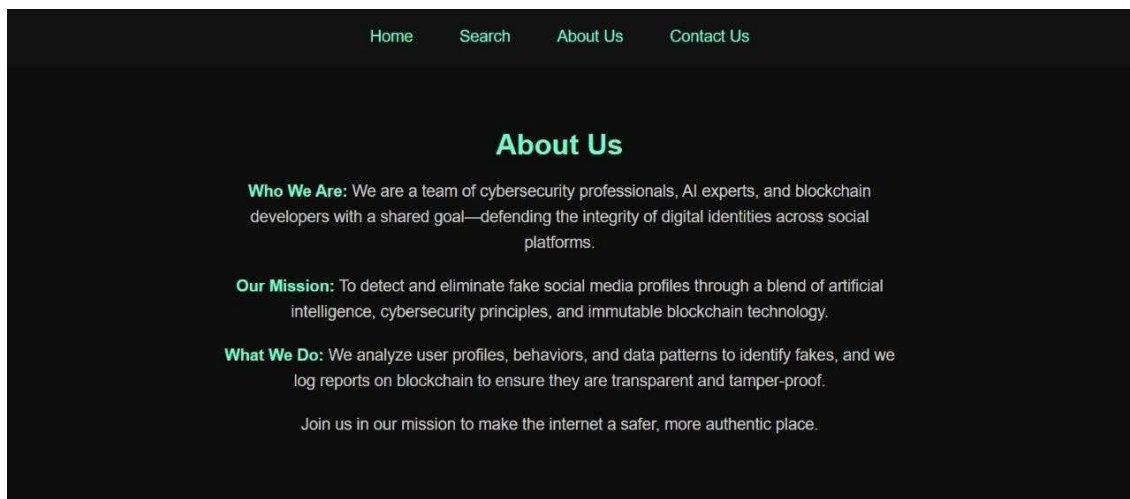 Home Search About Us Contact Us
About Us
Who We Are: We are a team of cybersecurity professionals, AI experts, and blockchain
developers with a shared goal—defending the integrity of digital identities across social
platforms.
Our Mission: To detect and eliminate fake social media profiles through a blend of artificial
intelligence, cybersecurity principles, and immutable blockchain technology.
What We Do: We analyze user profiles, behaviors, and data patterns to identify fakes, and we
log reports on blockchain to ensure they are transparent and tamper-proof.
Join us in our mission to make the internet a safer, more authentic place.